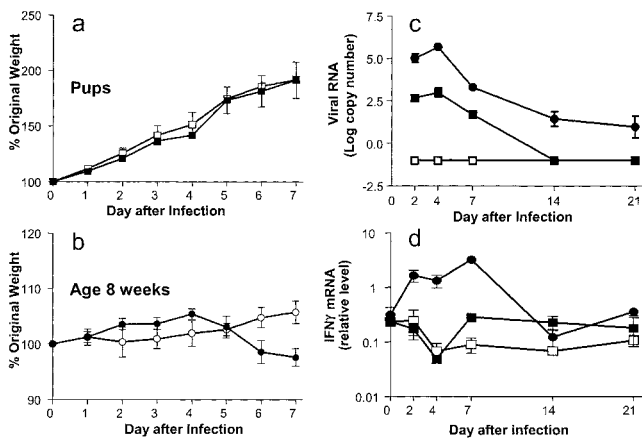 a
% Original Weight
200
150
100
Pups
0 1 2 3 4 5 6 7
Day after Infection
b
% Original Weight
120
110
100
90
Age 8 weeks
0 1 2 3 4 5 6 7
Day after Infection
c
Viral RNA
(Log copy number)
7.5
5.0
2.5
0.0
-2.5
0 2 4 7 14 21
Day after Infection
d
IFNγ mRNA
(relative level)
10
1
0.1
0.01
0 2 4 7 14 21
Day after infection